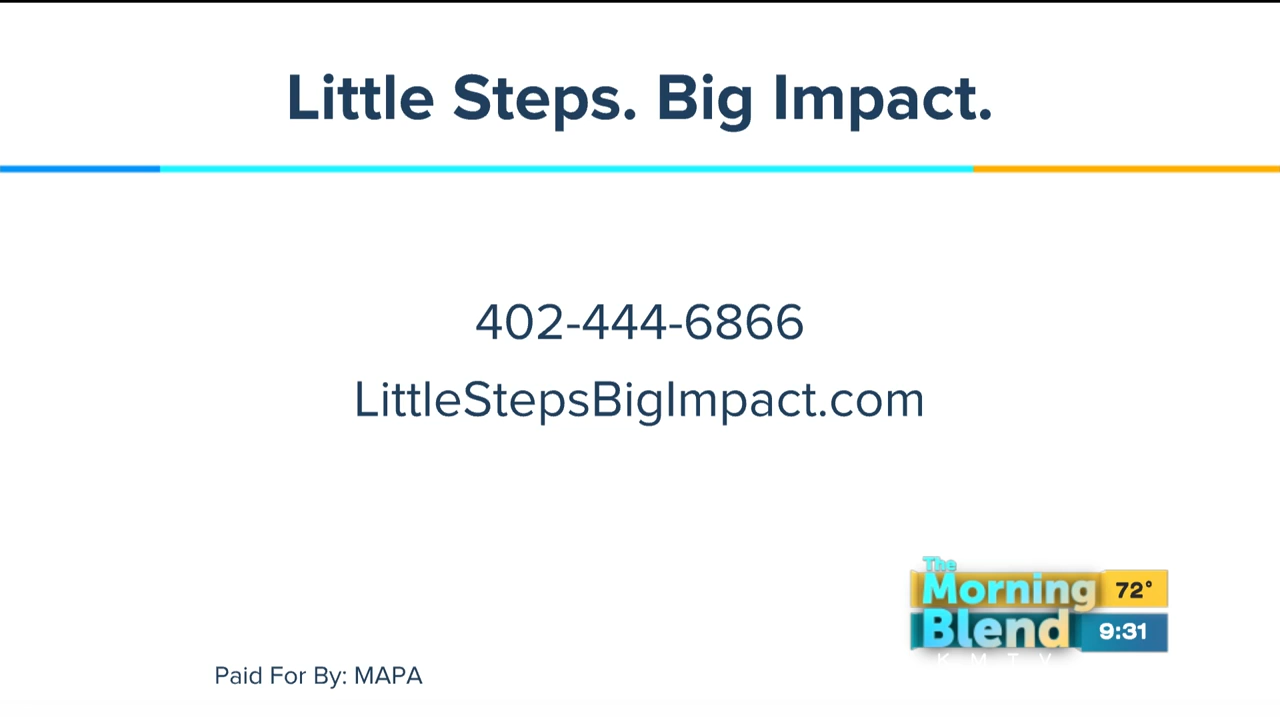 Little Steps. Big Impact.
402-444-6866
LittleStepsBigImpact.com
The
Morning
72°
Blend
9:31
KMTV
Paid For By: MAPA